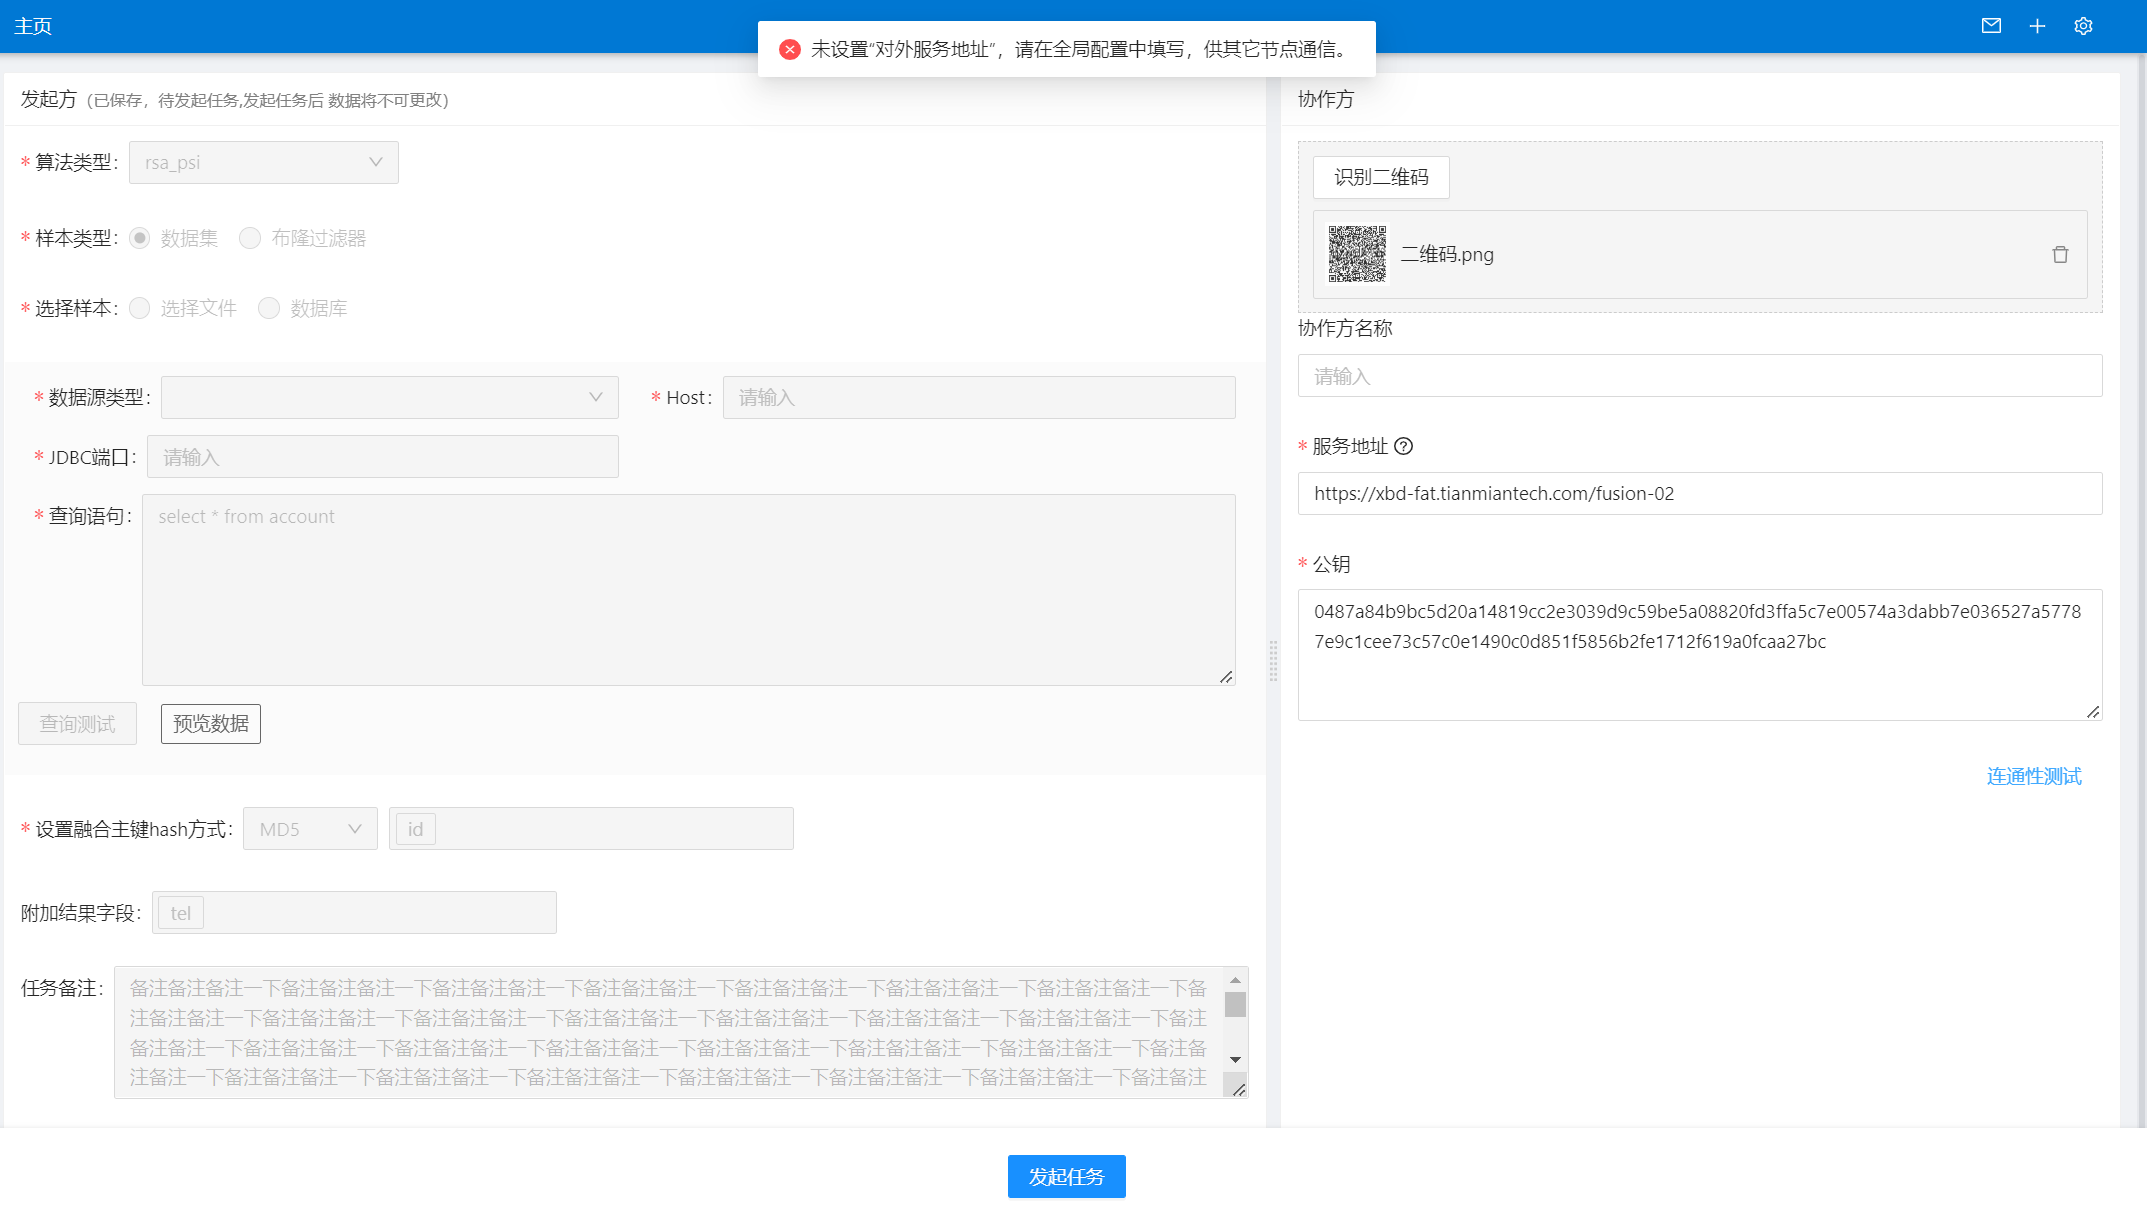 主页
未设置“对外服务地址”，请在全局配置中填写，供其它节点通信。
发起方（已保存，待发起任务,发起任务后 数据将不可更改）
* 算法类型： rsa_psi
* 样本类型： 数据集 布隆过滤器
* 选择样本： 选择文件 数据库
* 数据源类型：
* Host： 请输入
* JDBC端口： 请输入
* 查询语句： select * from account
查询测试 预览数据
* 设置融合主键hash方式： MD5 id
附加结果字段： tel
任务备注： 备注备注备注一下备注备注备注一下备注备注备注一下备注备注备注一下备注备注备注一下备注备注备注一下备注备注备注一下备
注备注备注一下备注备注备注一下备注备注备注一下备注备注备注一下备注备注备注一下备注备注备注一下备注备注备注一下备注
备注备注一下备注备注备注一下备注备注备注一下备注备注备注一下备注备注备注一下备注备注备注一下备注备注备注一下备注备
注备注一下备注备注备注一下备注备注备注一下备注备注备注一下备注备注备注一下备注备注备注一下备注备注备注一下备注备注
协作方
识别二维码
二维码.png
协作方名称
请输入
* 服务地址
https://xbd-fat.tianmiantech.com/fusion-02
* 公钥
0487a84b9bc5d20a14819cc2e3039d9c59be5a08820fd3ffa5c7e00574a3dabb7e036527a5778
7e9c1cee73c57c0e1490c0d851f5856b2fe1712f619a0fcaa27bc
连通性测试
发起任务